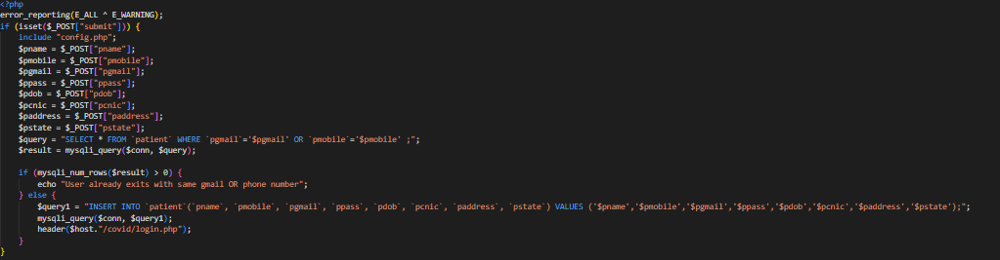 <?php
error_reporting(E_ALL ^ E_WARNING);
if (isset($_POST["submit"])) {
    include "config.php";
    $pname = $_POST["pname"];
    $pmobile = $_POST["pmobile"];
    $pgmail = $_POST["pgmail"];
    $ppass = $_POST["ppass"];
    $pdob = $_POST["pdob"];
    $pcnic = $_POST["pcnic"];
    $paddress = $_POST["paddress"];
    $pstate = $_POST["pstate"];
    $query = "SELECT * FROM `patient` WHERE `pgmail`='$pgmail' OR `pmobile`='$pmobile' ;";
    $result = mysqli_query($conn, $query);
    if (mysqli_num_rows($result) > 0) {
        echo "User already exits with same gmail OR phone number";
    } else {
        $query1 = "INSERT INTO `patient`(`pname`, `pmobile`, `pgmail`, `ppass`, `pdob`, `pcnic`, `paddress`, `pstate`) VALUES ('$pname','$pmobile','$pgmail','$ppass','$pdob','$pcnic','$paddress','$pstate');";
        mysqli_query($conn, $query1);
        header($host."/covid/login.php");
    }
}